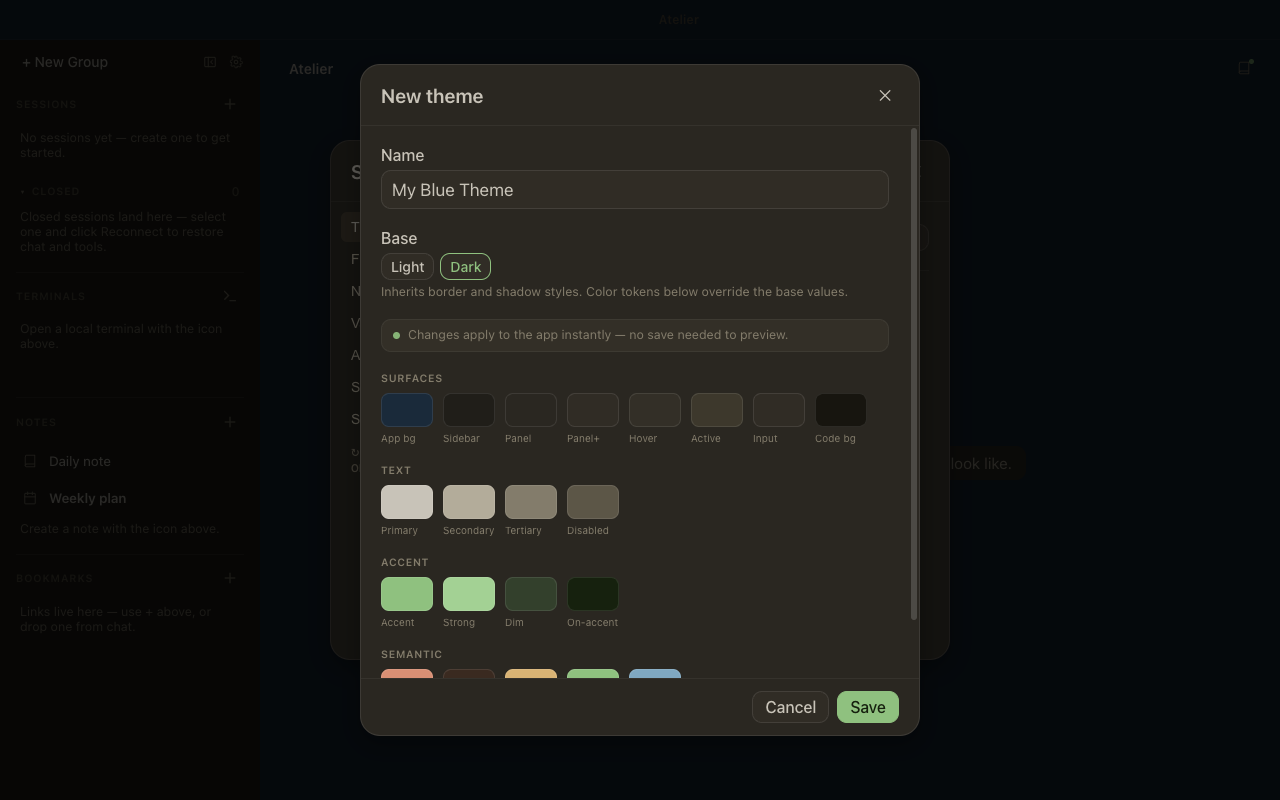 Atelier
+ New Group
SESSIONS
No sessions yet — create one to get
started.
CLOSED
0
Closed sessions land here — select
one and click Reconnect to restore
chat and tools.
TERMINALS
Open a local terminal with the icon
above.
NOTES
Daily note
Weekly plan
Create a note with the icon above.
BOOKMARKS
Links live here — use + above, or
drop one from chat.
Atelier
look like.
New theme
Name
My Blue Theme
Base
Light
Dark
Inherits border and shadow styles. Color tokens below override the base values.
Changes apply to the app instantly — no save needed to preview.
SURFACES
App bg
Sidebar
Panel
Panel+
Hover
Active
Input
Code bg
TEXT
Primary
Secondary
Tertiary
Disabled
ACCENT
Accent
Strong
Dim
On-accent
SEMANTIC
Cancel
Save